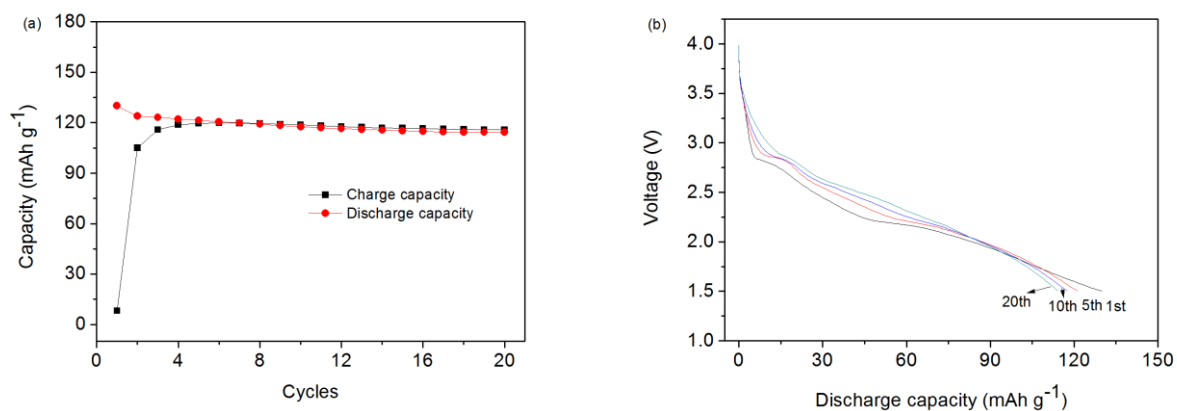 (a)
180
150
120
90
60
30
0
Capacity (mAh g⁻¹)
Charge capacity
Discharge capacity
0 4 8 12 16 20
Cycles
(b)
4.0
3.5
3.0
2.5
2.0
1.5
1.0
Voltage (V)
20th 10th 5th 1st
0 30 60 90 120 150
Discharge capacity (mAh g⁻¹)